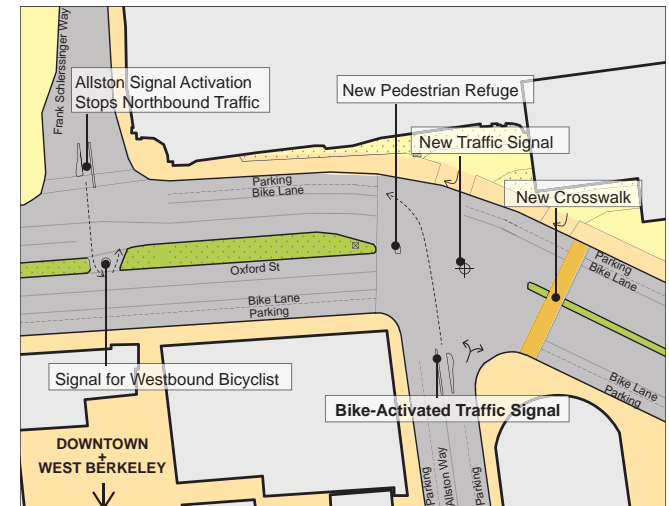 Frank Schlerssinger Way
Allston Signal Activation
Stops Northbound Traffic
New Pedestrian Refuge
New Traffic Signal
New Crosswalk
Parking
Bike Lane
Parking
Bike Lane
Oxford St
Bike Lane
Parking
Signal for Westbound Bicyclist
Bike-Activated Traffic Signal
Bike Lane
Parking
DOWNTOWN
+
WEST BERKELEY
Parking
Allston Way
Parking